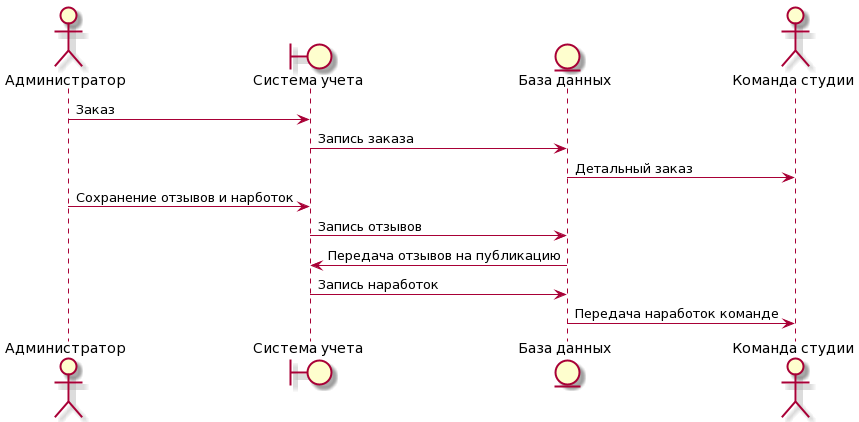 Администратор
Система учета
База данных
Команда студии
Заказ
Запись заказа
Детальный заказ
Сохранение отзывов и нарботок
Запись отзывов
Передача отзывов на публикацию
Запись наработок
Передача наработок команде
Администратор
Система учета
База данных
Команда студии